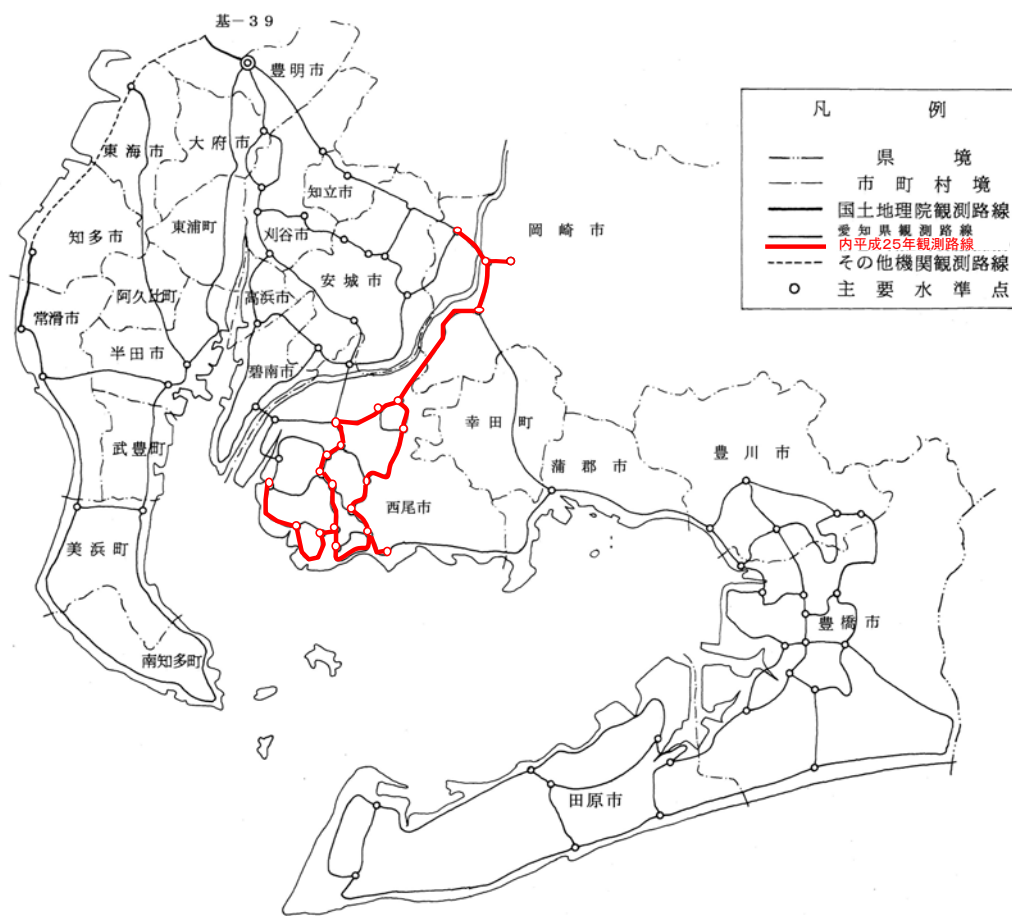 基－39
豊明市
大府市
東海市
知立市
東浦町
刈谷市
知多市
岡崎市
安城市
阿久比町
高浜市
常滑市
半田市
碧南市
幸田町
武豊町
蒲郡市
豊川市
西尾市
美浜町
豊橋市
南知多町
田原市
凡例
県境
市町村境
国土地理院観測路線
愛知県観測路線
内平成25年観測路線
その他機関観測路線
主要水準点